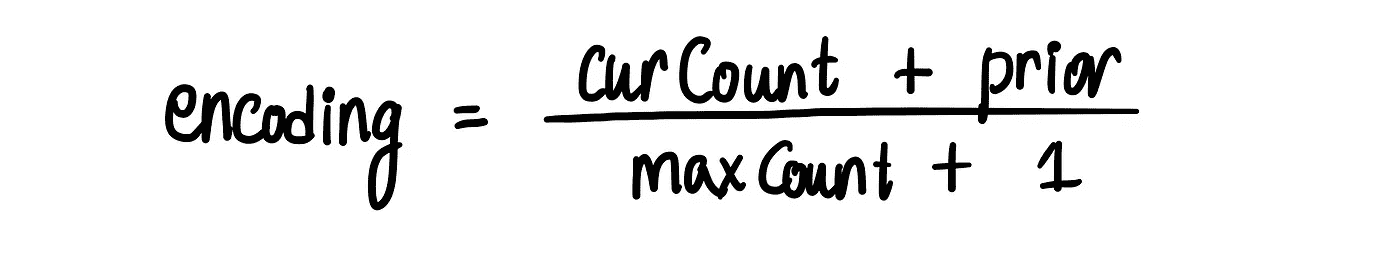 encoding = curCount + prior
maxCount + 1